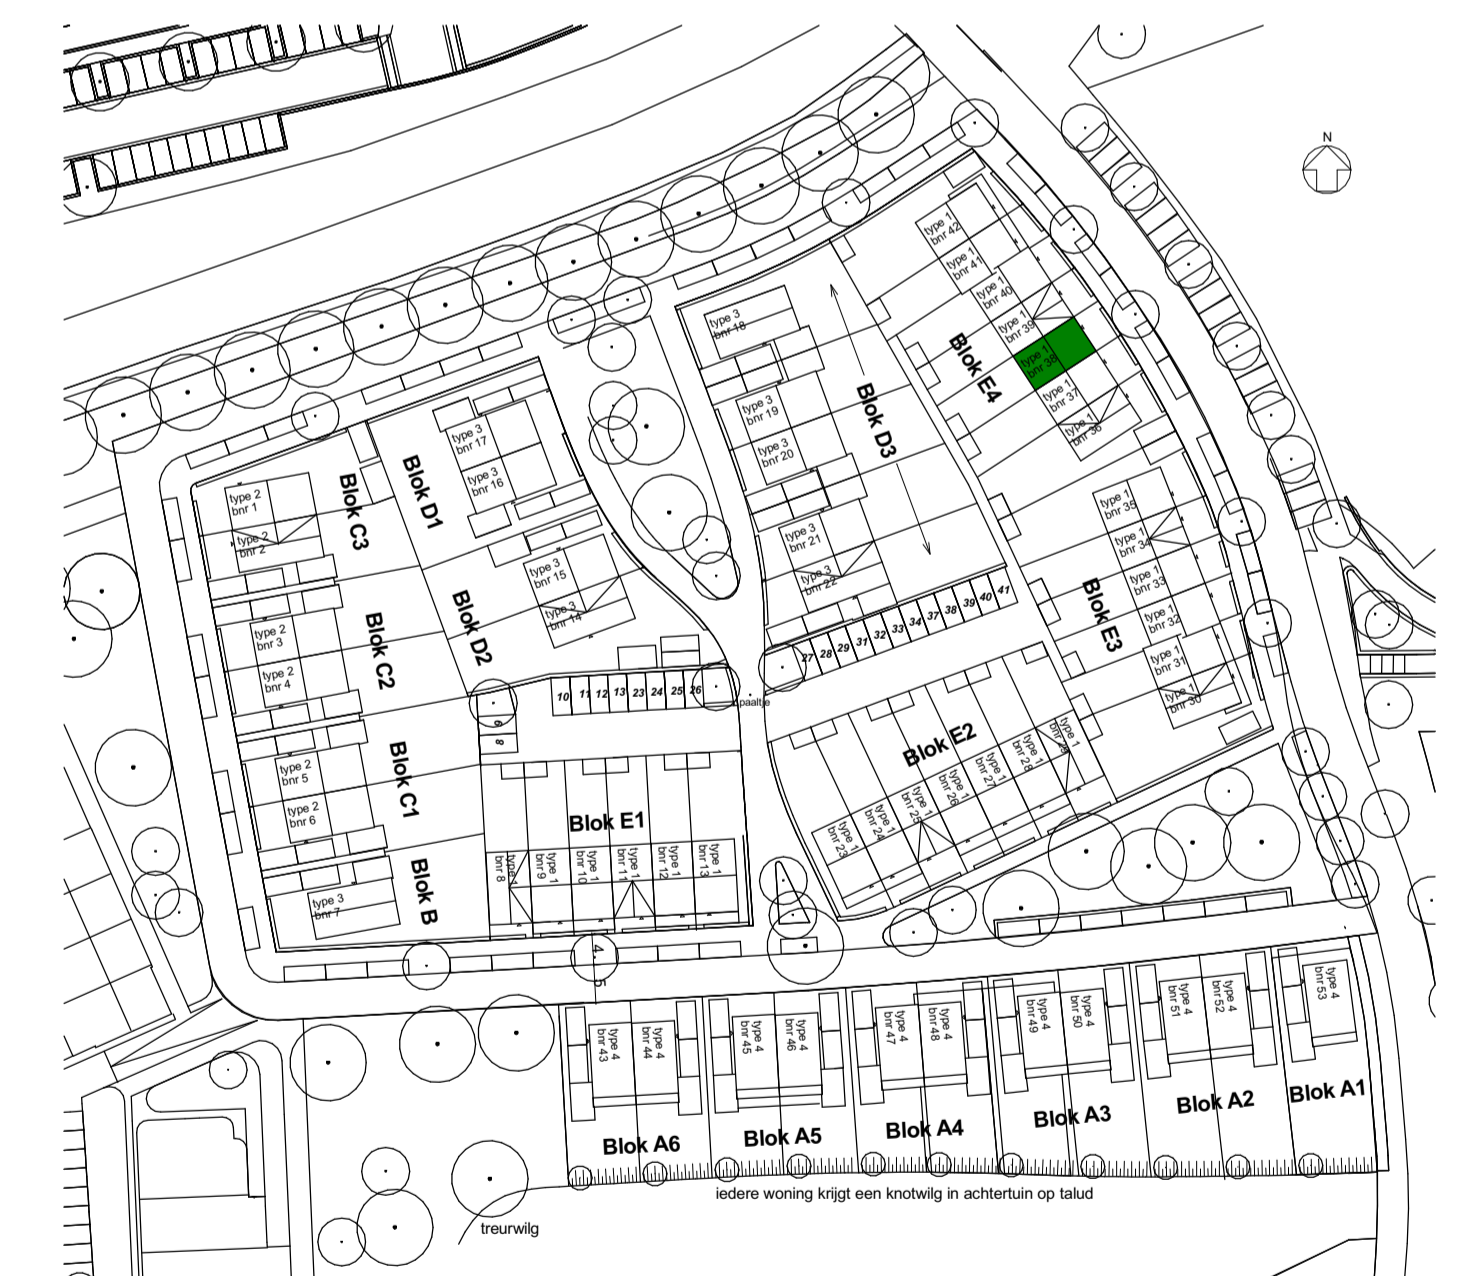 N
type 1
bnr 42
type 1
bnr 41
type 1
bnr 40
type 1
bnr 39
type 1
bnr 38
type 1
bnr 37
type 1
bnr 36
Blok E4
type 3
bnr 18
type 3
bnr 19
type 3
bnr 20
type 3
bnr 21
type 3
bnr 22
Blok D3
type 3
bnr 17
type 3
bnr 16
Blok D1
type 3
bnr 15
type 3
bnr 14
Blok D2
type 2
bnr 1
type 2
bnr 2
Blok C3
type 2
bnr 3
type 2
bnr 4
Blok C2
type 2
bnr 5
type 2
bnr 6
Blok C1
type 3
bnr 7
Blok B
type 1
bnr 35
type 1
bnr 34
type 1
bnr 33
type 1
bnr 32
type 1
bnr 31
type 1
bnr 30
Blok E3
27 28 29 31 32 33 34 37 38 39 40 41
10 11 12 13 23 24 25 26
paaltje
8
Blok E2
type 1
bnr 23
type 1
bnr 24
type 1
bnr 25
type 1
bnr 26
type 1
bnr 27
type 1
bnr 28
type 1
bnr 29
Blok E1
type 1
bnr 8
type 1
bnr 9
type 1
bnr 10
type 1
bnr 11
type 1
bnr 12
type 1
bnr 13
type 4
bnr 43
type 4
bnr 44
type 4
bnr 45
type 4
bnr 46
type 4
bnr 47
type 4
bnr 48
type 4
bnr 49
type 4
bnr 50
type 4
bnr 51
type 4
bnr 52
type 4
bnr 53
Blok A6
Blok A5
Blok A4
Blok A3
Blok A2
Blok A1
iedere woning krijgt een knotwilg in achtertuin op talud
treurwilg